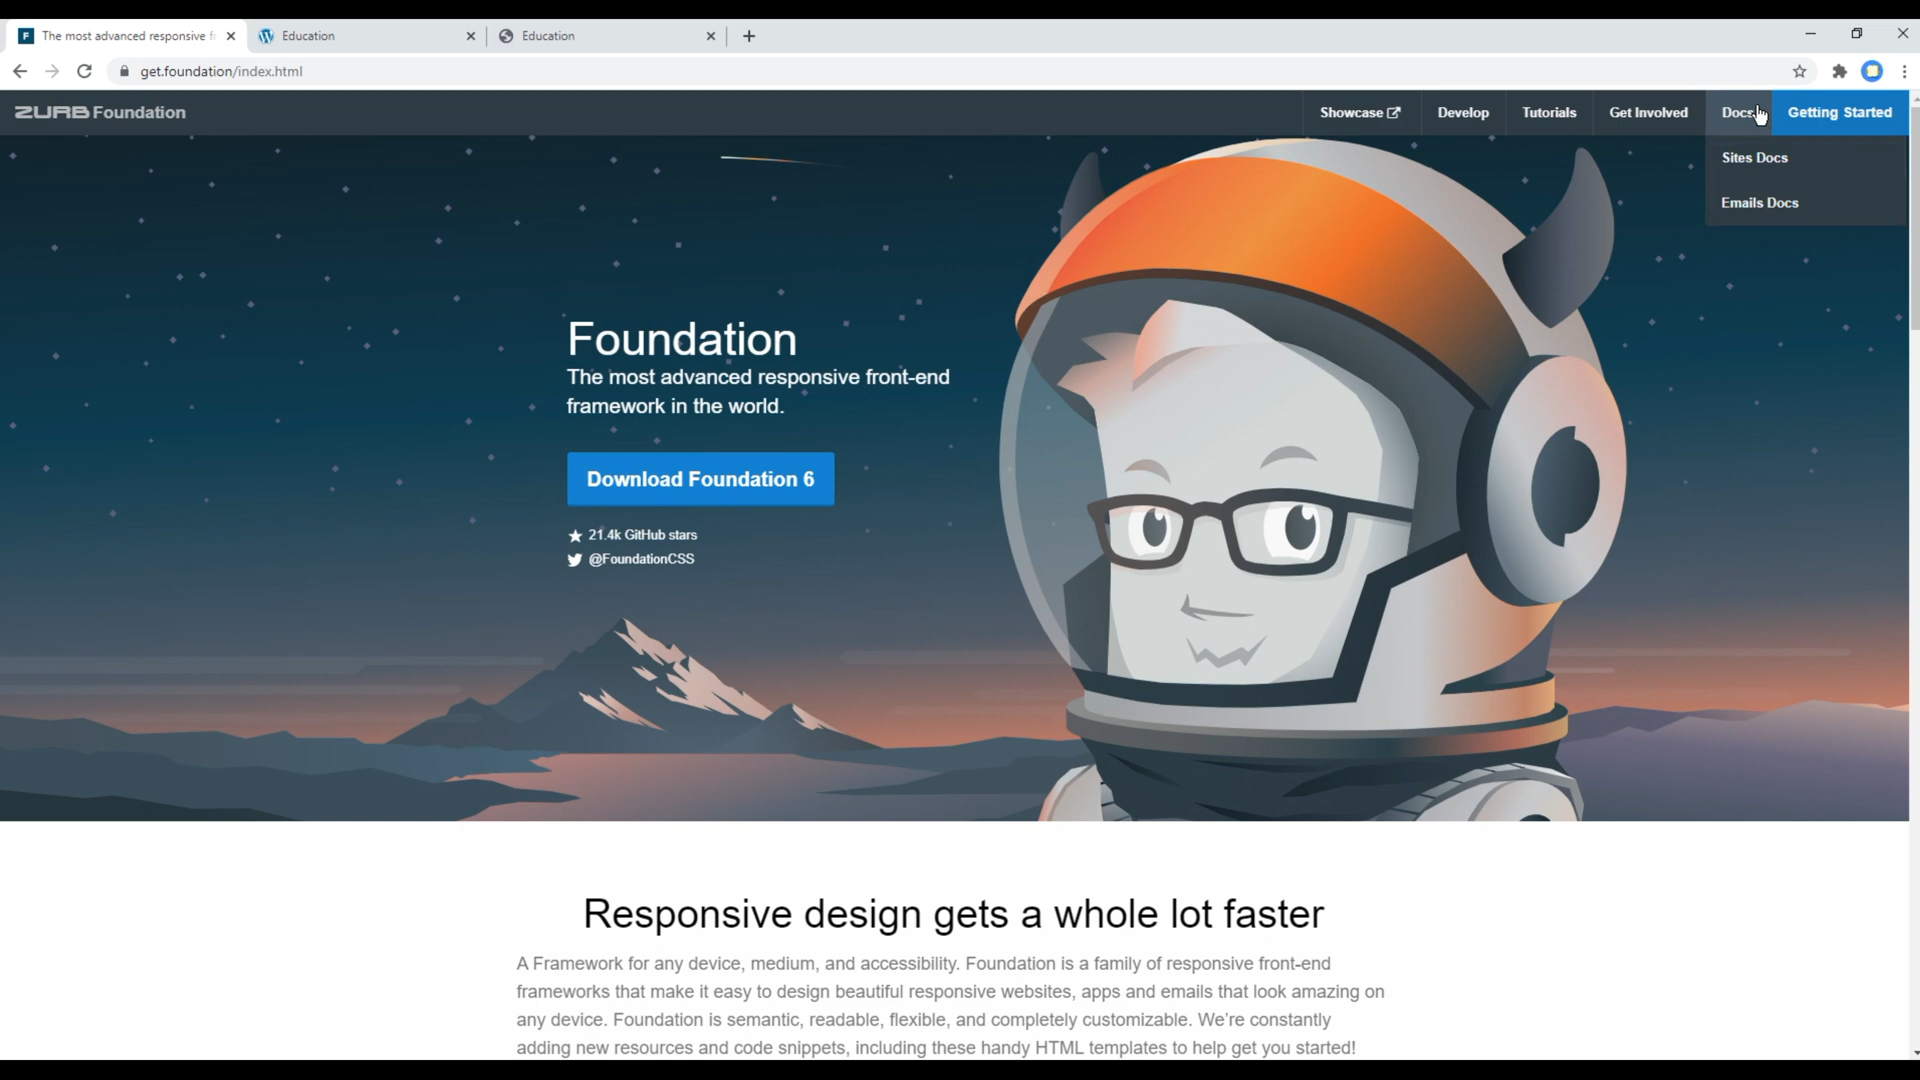 The most advanced responsive f
Education
Education
get.foundation/index.html
ZURB Foundation
Showcase
Develop
Tutorials
Get Involved
Docs
Getting Started
Sites Docs
Emails Docs
Foundation
The most advanced responsive front-end
framework in the world.
Download Foundation 6
21.4k GitHub stars
@FoundationCSS
Responsive design gets a whole lot faster
A Framework for any device, medium, and accessibility. Foundation is a family of responsive front-end
frameworks that make it easy to design beautiful responsive websites, apps and emails that look amazing on
any device. Foundation is semantic, readable, flexible, and completely customizable. We're constantly
adding new resources and code snippets, including these handy HTML templates to help get you started!